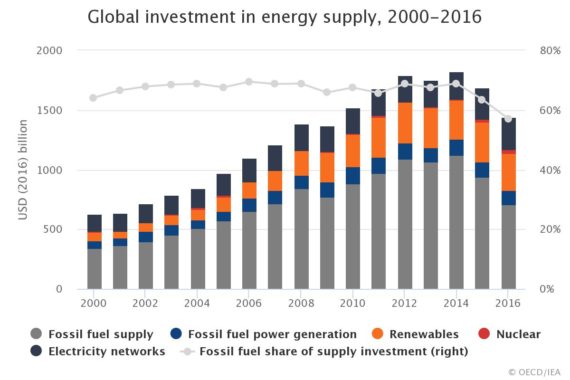 Global investment in energy supply, 2000-2016
2000 80%
1500 60%
1000 40%
500 20%
0 0%
USD (2016) billion
2000 2002 2004 2006 2008 2010 2012 2014 2016
Fossil fuel supply Fossil fuel power generation Renewables Nuclear
Electricity networks Fossil fuel share of supply investment (right)
© OECD/IEA